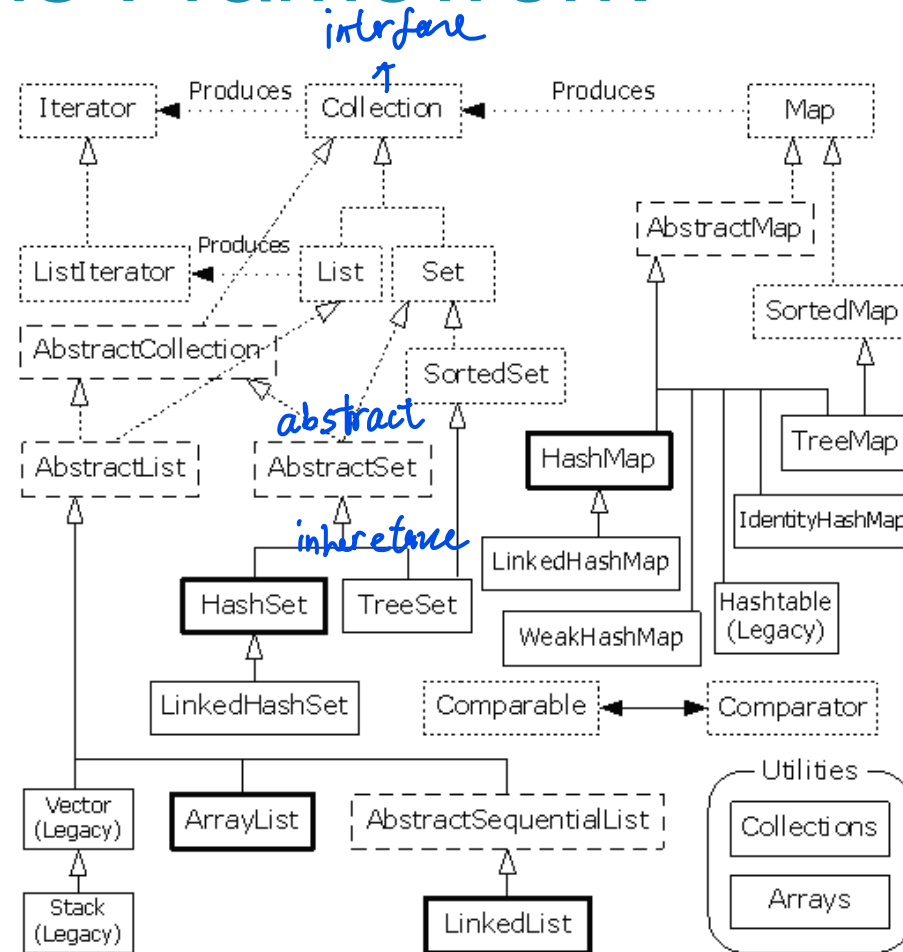 interface
Produces
Produces
Iterator
Collection
Map
AbstractMap
Produces
ListIterator
List
Set
SortedMap
AbstractCollection
SortedSet
abstract
AbstractList
AbstractSet
HashMap
TreeMap
IdentityHashMap
inheretance
LinkedHashMap
HashSet
TreeSet
Hashtable
(Legacy)
WeakHashMap
LinkedHashSet
Comparable
Comparator
Utilities
Vector
(Legacy)
ArrayList
AbstractSequentialList
Collections
Stack
(Legacy)
LinkedList
Arrays